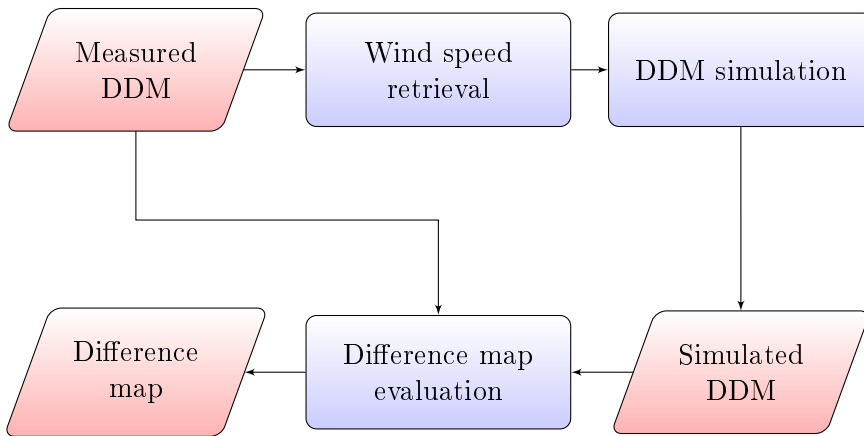 Measured
DDM
Wind speed
retrieval
DDM simulation
Difference
map
Difference map
evaluation
Simulated
DDM